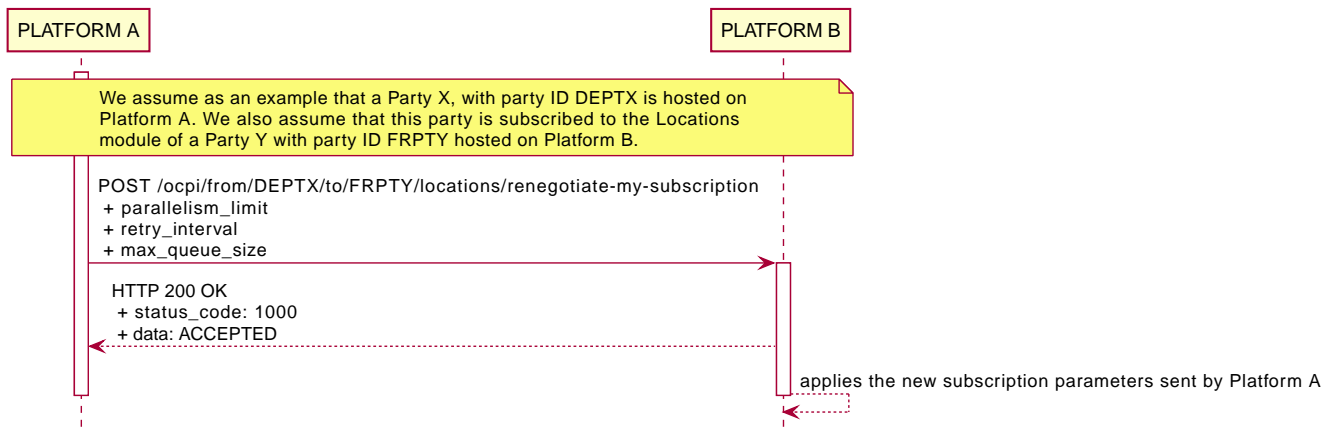 PLATFORM A
PLATFORM B
We assume as an example that a Party X, with party ID DEPTX is hosted on
Platform A. We also assume that this party is subscribed to the Locations
module of a Party Y with party ID FRPTY hosted on Platform B.
POST /ocpi/from/DEPTX/to/FRPTY/locations/renegotiate-my-subscription
+ parallelism_limit
+ retry_interval
+ max_queue_size
HTTP 200 OK
+ status_code: 1000
+ data: ACCEPTED
applies the new subscription parameters sent by Platform A